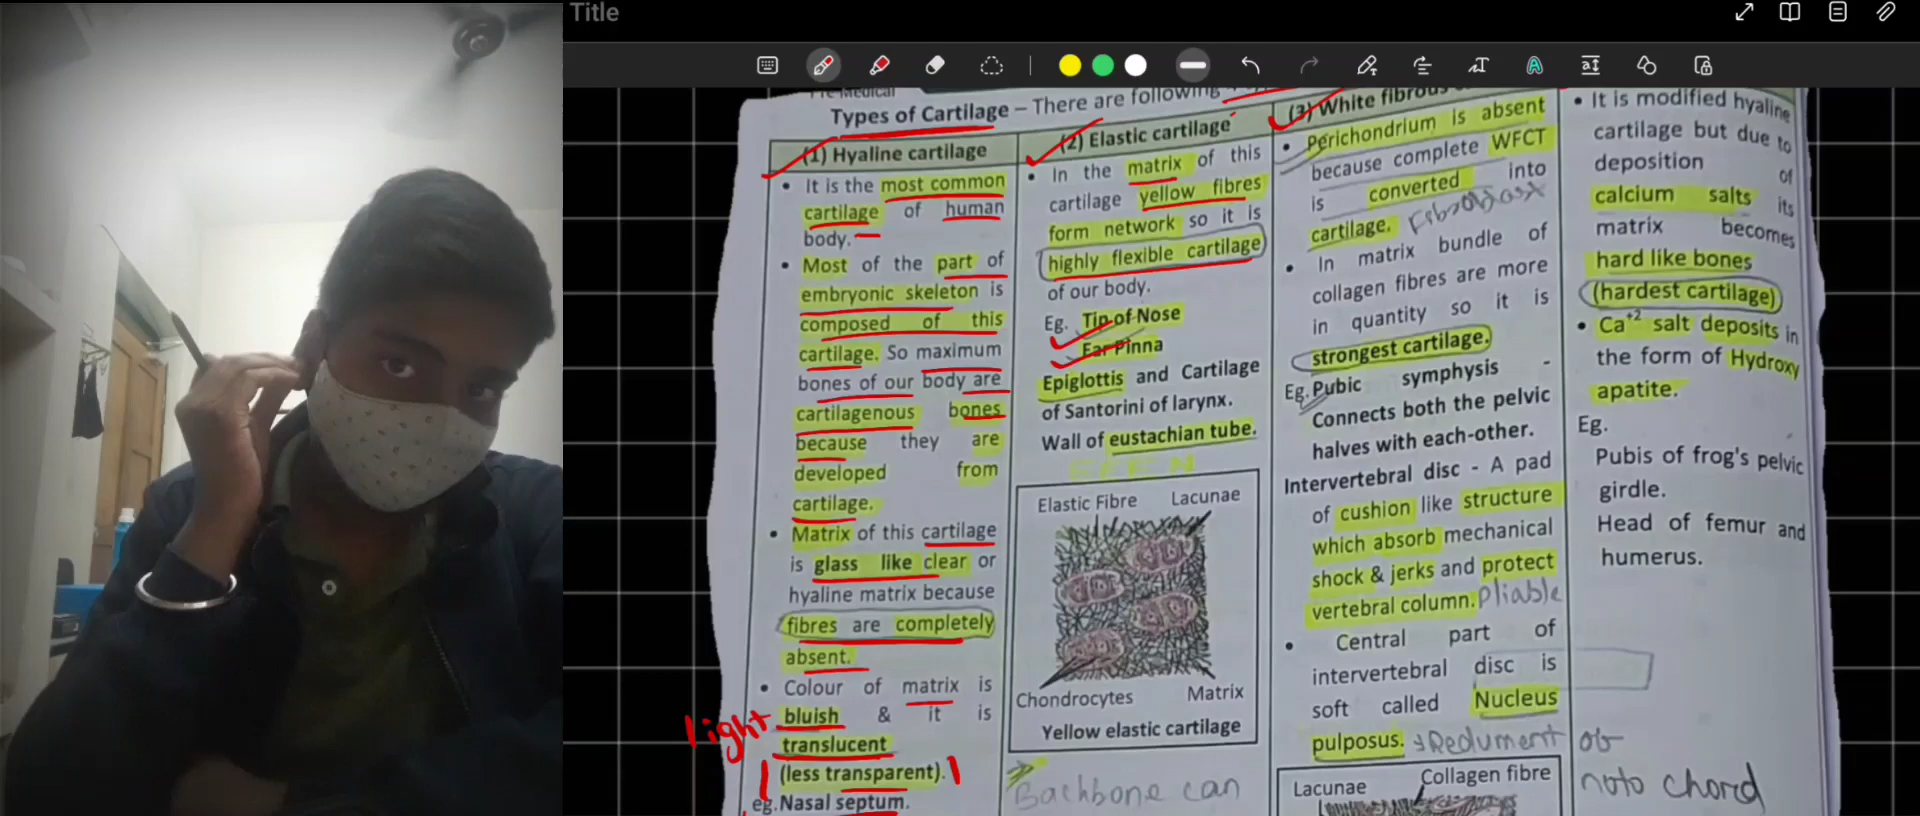 Title
Pre-Medical
Types of Cartilage – There are following
(1) Hyaline cartilage
• It is the most common
cartilage of human
body.
• Most of the part of
embryonic skeleton is
composed of this
cartilage. So maximum
bones of our body are
cartilagenous bones
because they are
developed from
cartilage.
• Matrix of this cartilage
is glass like clear or
hyaline matrix because
fibres are completely
absent.
• Colour of matrix is
light bluish & it is
translucent
(less transparent).
eg. Nasal septum.
(2) Elastic cartilage
• In the matrix of this
cartilage yellow fibres
form network so it is
highly flexible cartilage
of our body.
Eg. Tip of Nose
Ear Pinna
Epiglottis and Cartilage
of Santorini of larynx.
Wall of eustachian tube.
Elastic Fibre Lacunae
Chondrocytes Matrix
Yellow elastic cartilage
Backbone can
(3) White fibrous
• Perichondrium is absent
because complete WFCT
is converted into
cartilage. Fibroblast
• In matrix bundle of
collagen fibres are more
in quantity so it is
strongest cartilage.
Eg. Pubic symphysis -
Connects both the pelvic
halves with each-other.
Intervertebral disc - A pad
of cushion like structure
which absorb mechanical
shock & jerks and protect
vertebral column. Pliable
• Central part of
intervertebral disc is
soft called Nucleus
pulposus. Redument of
noto chord
Lacunae Collagen fibre
• It is modified hyaline
cartilage but due to
deposition of
calcium salts its
matrix becomes
hard like bones
(hardest cartilage)
• Ca+2 salt deposits in
the form of Hydroxy
apatite.
Eg.
Pubis of frog's pelvic
girdle.
Head of femur and
humerus.